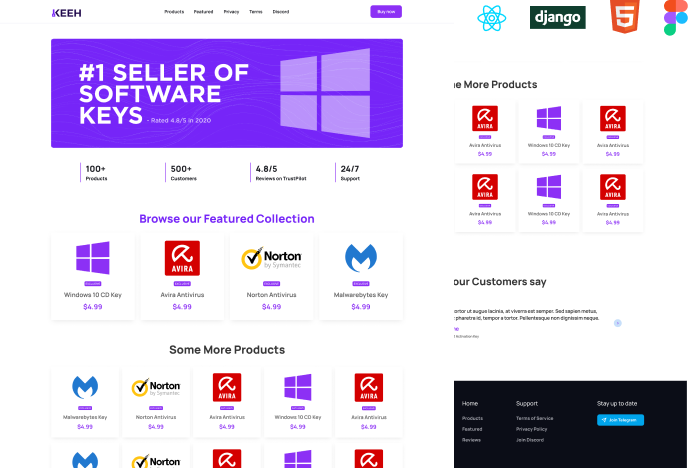 KEEH
Products
Featured
Privacy
Terms
Discord
Buy now
#1 SELLER OF
SOFTWARE
KEYS - Rated 4.8/5 in 2020
100+
Products
500+
Customers
4.8/5
Reviews on TrustPilot
24/7
Support
Browse our Featured Collection
AVIRA
Norton
by Symantec
EXCLUSIVE
EXCLUSIVE
EXCLUSIVE
EXCLUSIVE
Windows 10 CD Key
Avira Antivirus
Norton Antivirus
Malwarebytes Key
$4.99
$4.99
$4.99
$4.99
Some More Products
Norton
by Symantec
AVIRA
AVIRA
Malwarebytes Key
Norton Antivirus
Avira Antivirus
Windows 10 CD Key
Avira Antivirus
$4.99
$4.99
$4.99
$4.99
$4.99
Norton
by Symantec
AVIRA
AVIRA
django
5
ne More Products
AVIRA
AVIRA
Avira Antivirus
Windows 10 CD Key
Avira Antivirus
$4.99
$4.99
$4.99
AVIRA
AVIRA
Avira Antivirus
Windows 10 CD Key
Avira Antivirus
$4.99
$4.99
$4.99
our Customers say
ortor ut augue lacinia, at viverra est semper. Sed sapien metus,
pharetra id, tempor a tortor. Pellentesque non dignissim neque.
ne
Activation Key
Home
Support
Stay up to date
Products
Terms of Service
Join Telegram
Featured
Privacy Policy
Reviews
Join Discord